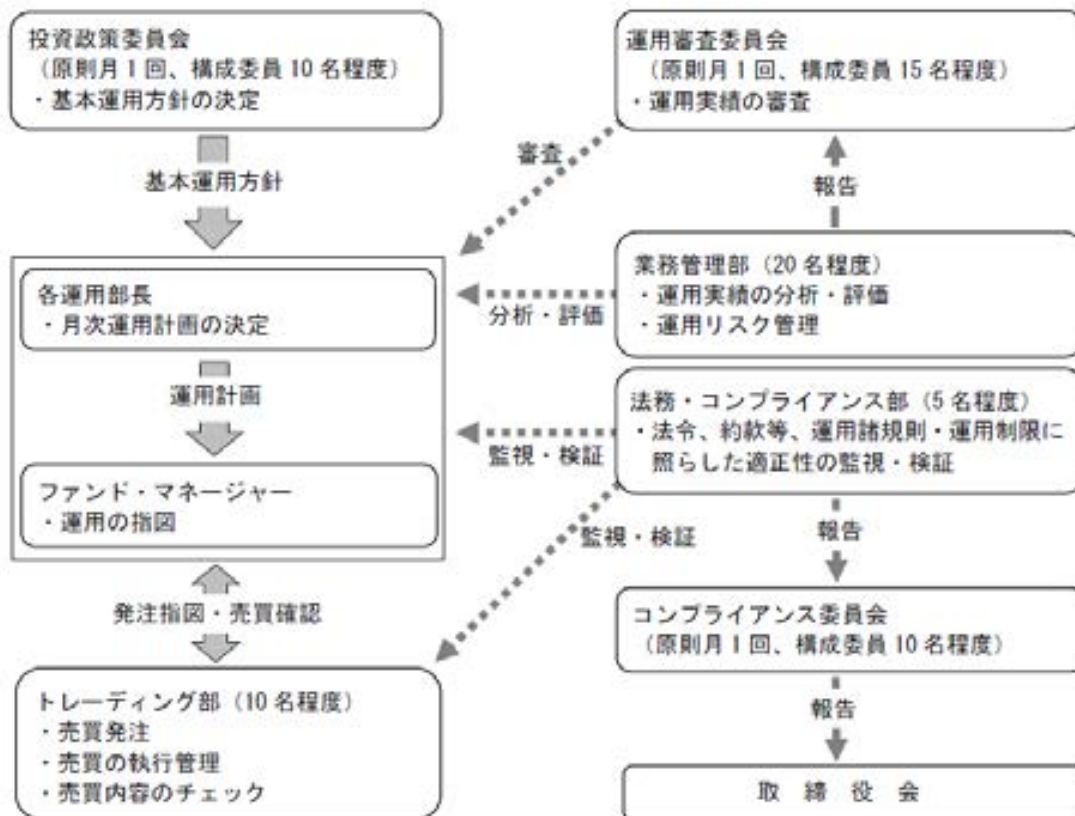 投資政策委員会
（原則月1回、構成委員10名程度）
・基本運用方針の決定
基本運用方針
各運用部長
・月次運用計画の決定
運用計画
ファンド・マネージャー
・運用の指図
発注指図・売買確認
トレーディング部（10名程度）
・売買発注
・売買の執行管理
・売買内容のチェック
運用審査委員会
（原則月1回、構成委員15名程度）
・運用実績の審査
審査
報告
業務管理部（20名程度）
・運用実績の分析・評価
・運用リスク管理
分析・評価
法務・コンプライアンス部（5名程度）
・法令、約款等、運用諸規則・運用制限に
照らした適正性の監視・検証
監視・検証
監視・検証
報告
コンプライアンス委員会
（原則月1回、構成委員10名程度）
報告
取　締　役　会